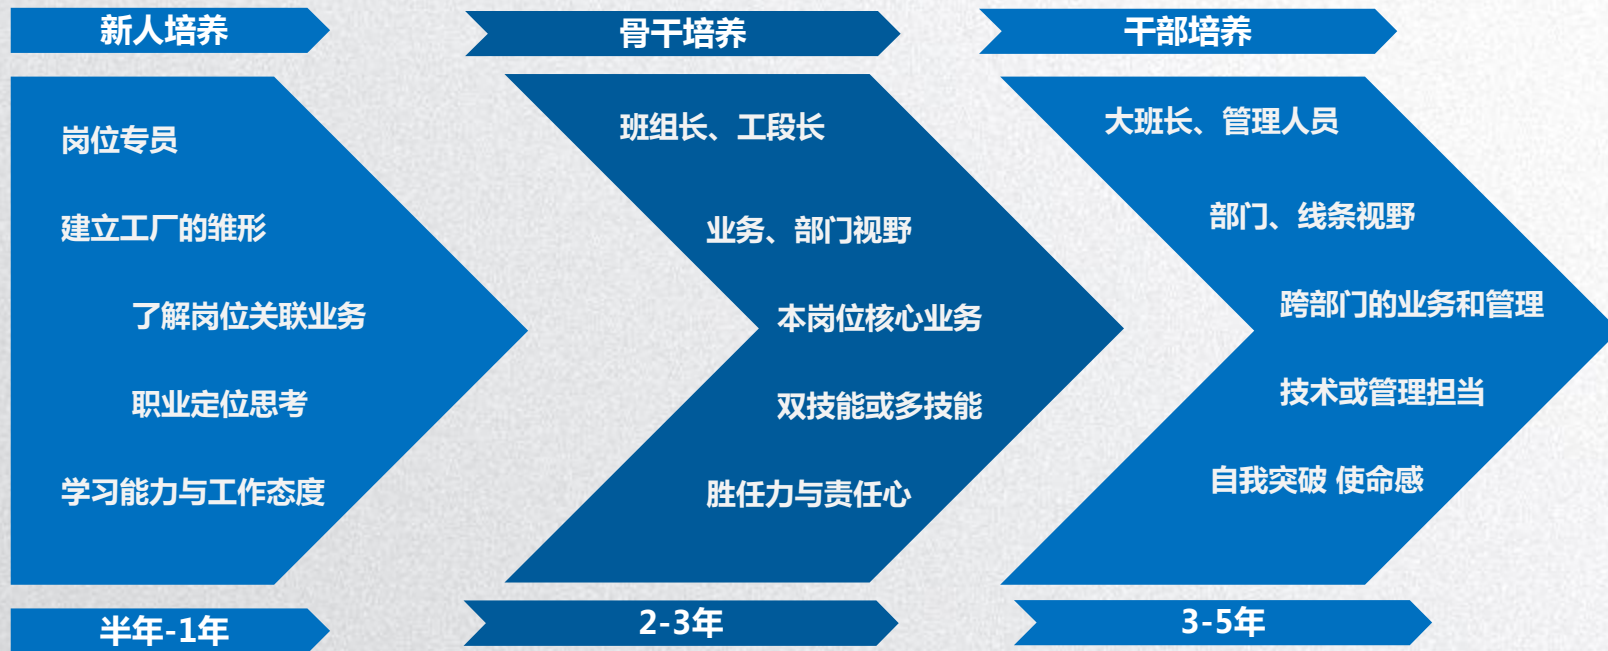 新人培养
岗位专员
建立工厂的雏形
了解岗位关联业务
职业定位思考
学习能力与工作态度
半年-1年
骨干培养
班组长、工段长
业务、部门视野
本岗位核心业务
双技能或多技能
胜任力与责任心
2-3年
干部培养
大班长、管理人员
部门、线条视野
跨部门的业务和管理
技术或管理担当
自我突破 使命感
3-5年